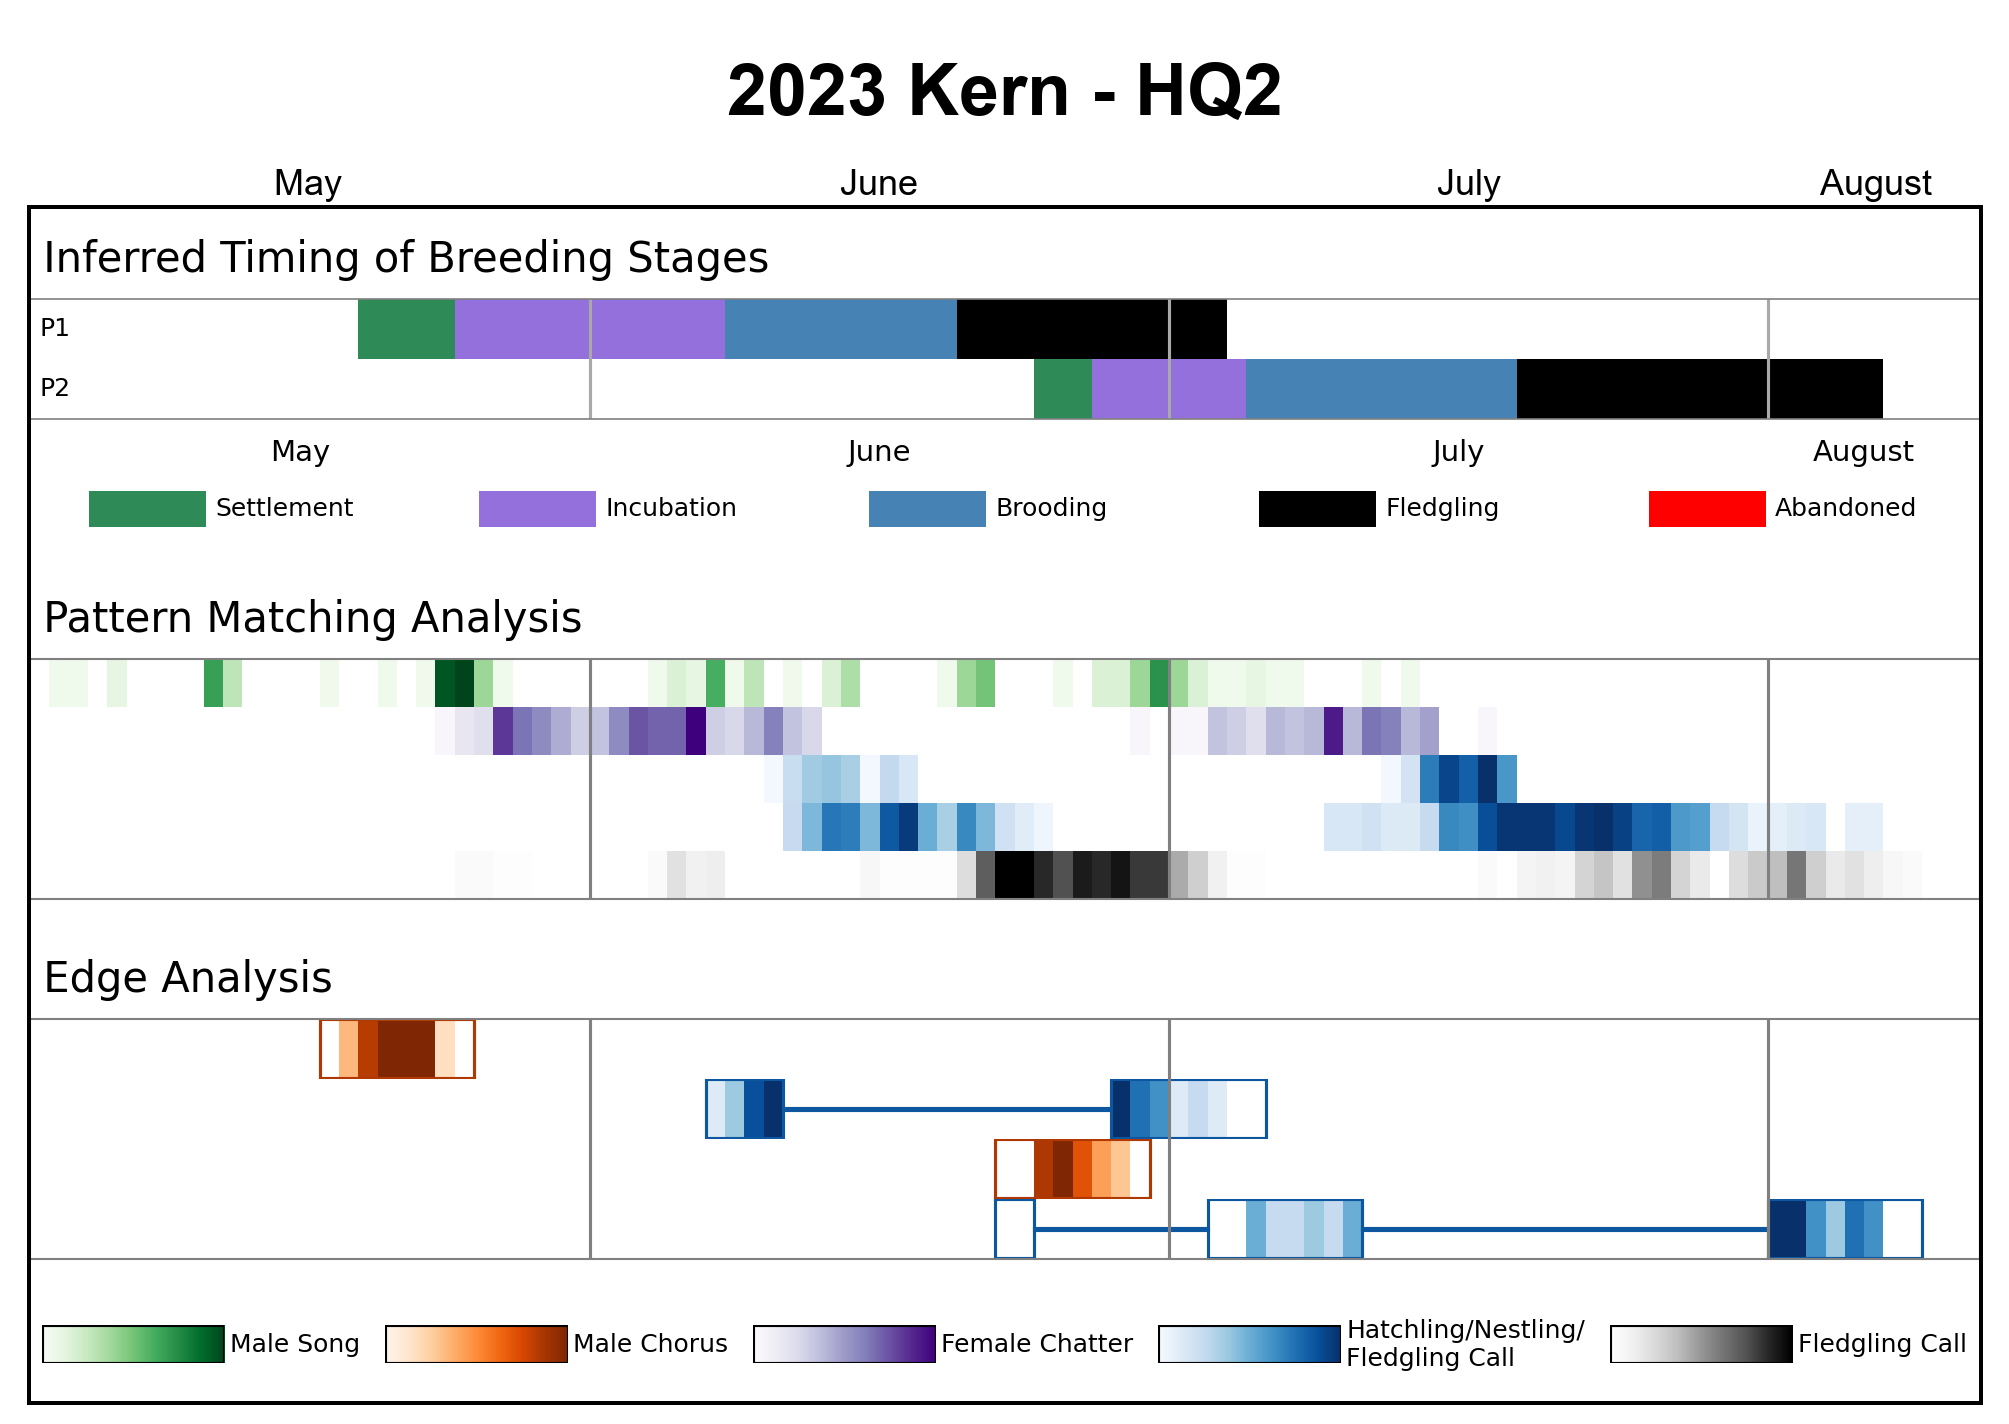 2023 Kern - HQ2
May June July August
Inferred Timing of Breeding Stages
P1
P2
May June July August
Settlement Incubation Brooding Fledgling Abandoned
Pattern Matching Analysis
Edge Analysis
Male Song Male Chorus Female Chatter Hatchling/Nestling/
Fledgling Call Fledgling Call